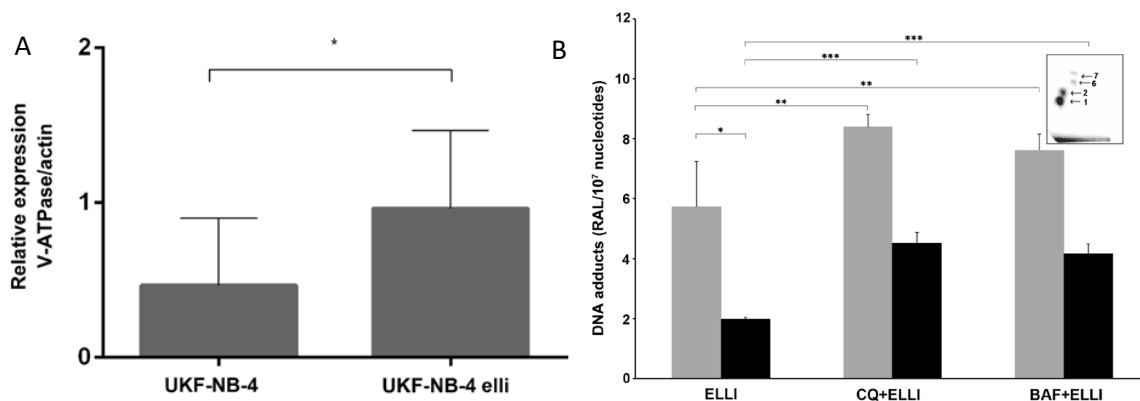 A
Relative expression
V-ATPase/actin
2
1
0
*
UKF-NB-4
UKF-NB-4 elli
B
DNA adducts (RAL/10⁷ nucleotides)
12
10
8
6
4
2
0
***
***
**
**
*
7
6
2
1
ELLI
CQ+ELLI
BAF+ELLI